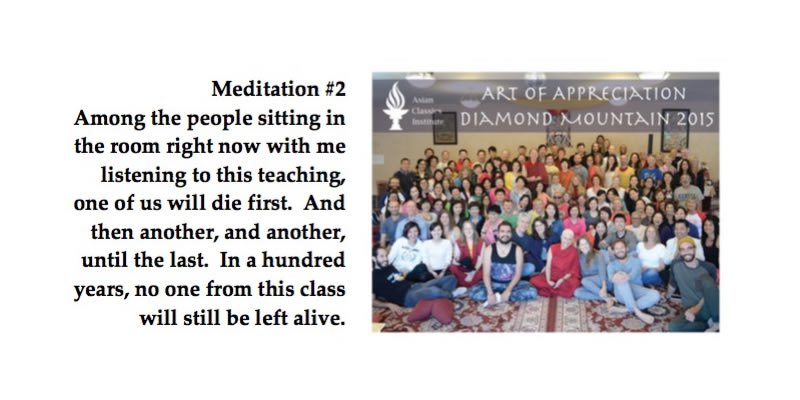 Meditation #2
Among the people sitting in
the room right now with me
listening to this teaching,
one of us will die first.  And
then another, and another,
until the last.  In a hundred
years, no one from this class
will still be left alive.
Asian
Classics
Institute
Art of Appreciation
Diamond Mountain 2015